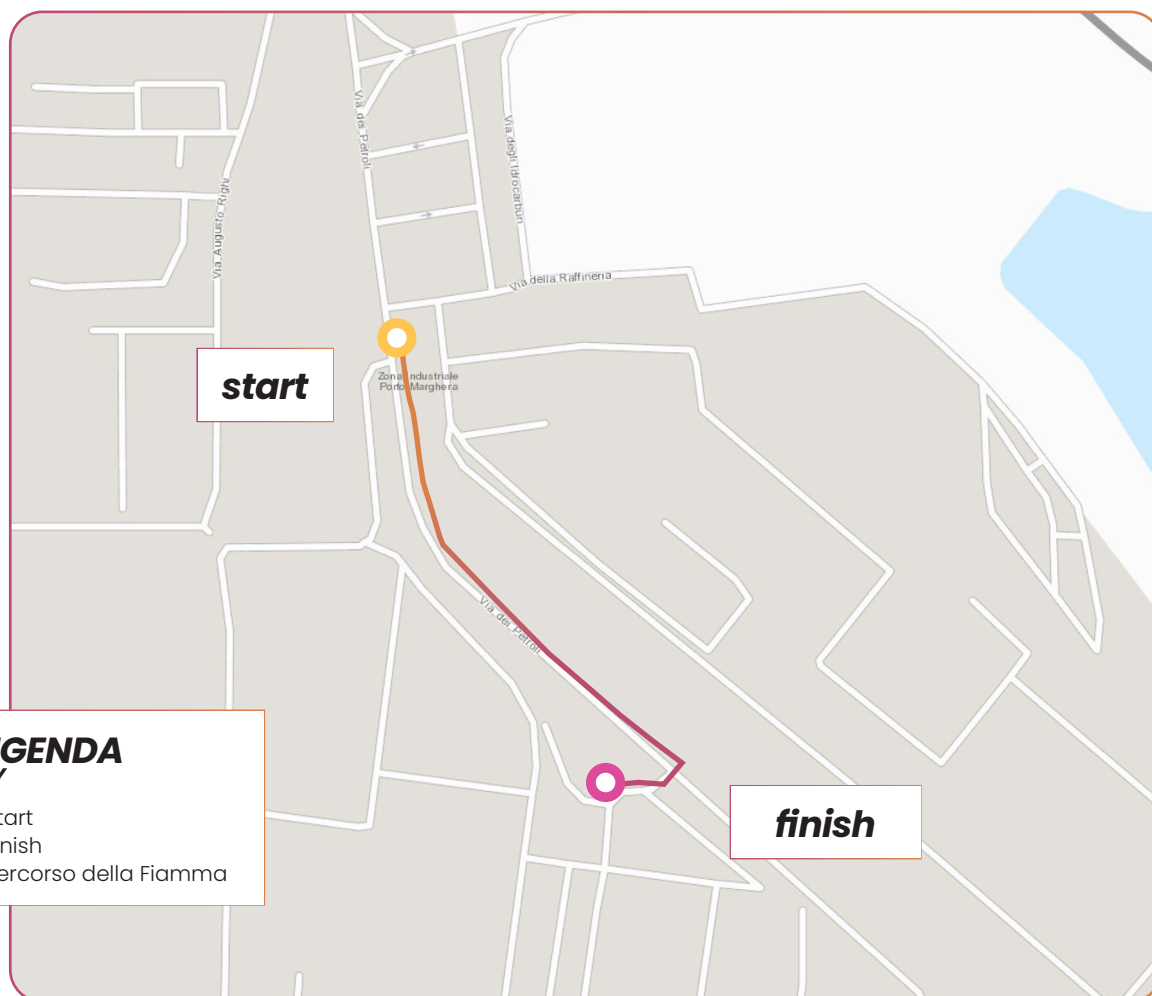 Via dei Petroli
Via degli Idrocarburi
Via Augusto Righi
Via della Raffineria
start
Zona Industriale
Porto Marghera
Via dei Petroli
EGENDA
Y
tart
nish
ercorso della Fiamma
finish